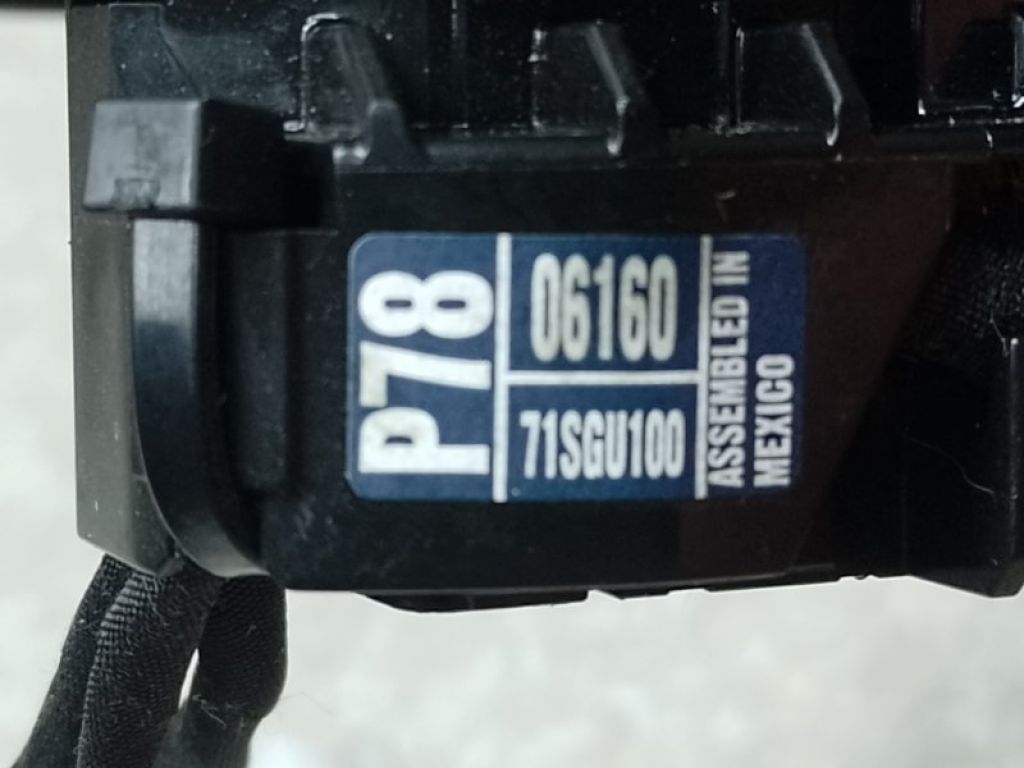 P78
06160
71SGU100
ASSEMBLED IN
MEXICO